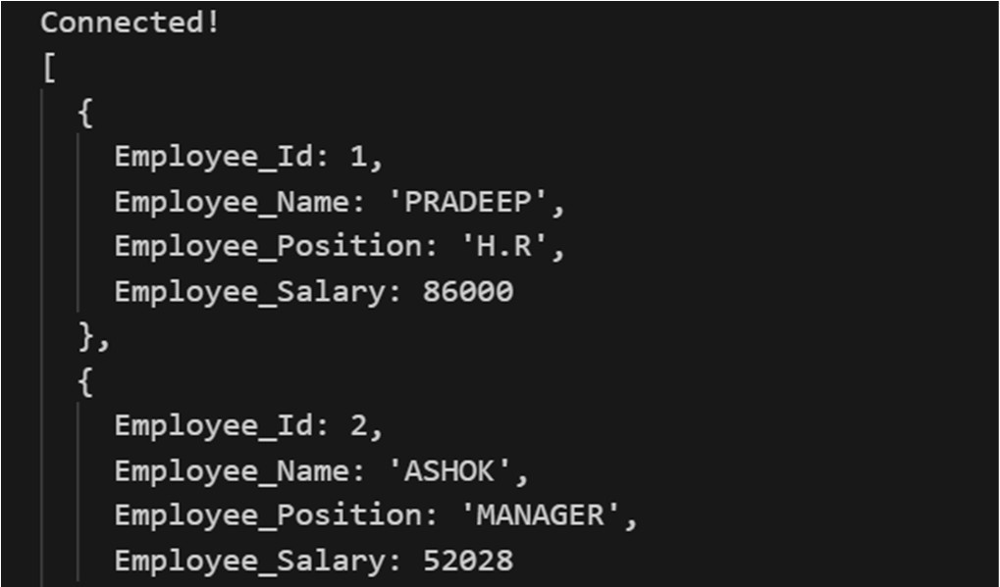 Connected!
[
{
Employee_Id: 1,
Employee_Name: 'PRADEEP',
Employee_Position: 'H.R',
Employee_Salary: 86000
},
{
Employee_Id: 2,
Employee_Name: 'ASHOK',
Employee_Position: 'MANAGER',
Employee_Salary: 52028